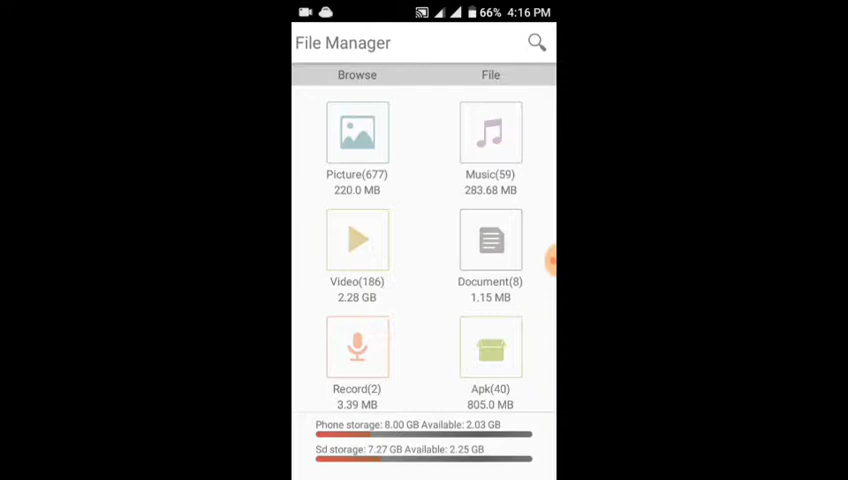 66% 4:16 PM
File Manager
Browse File
Picture(677) Music(59)
220.0 MB 283.68 MB
Video(186) Document(8)
2.28 GB 1.15 MB
Record(2) Apk(40)
3.39 MB 805.0 MB
Phone storage: 8.00 GB Available: 2.03 GB
Sd storage: 7.27 GB Available: 2.25 GB